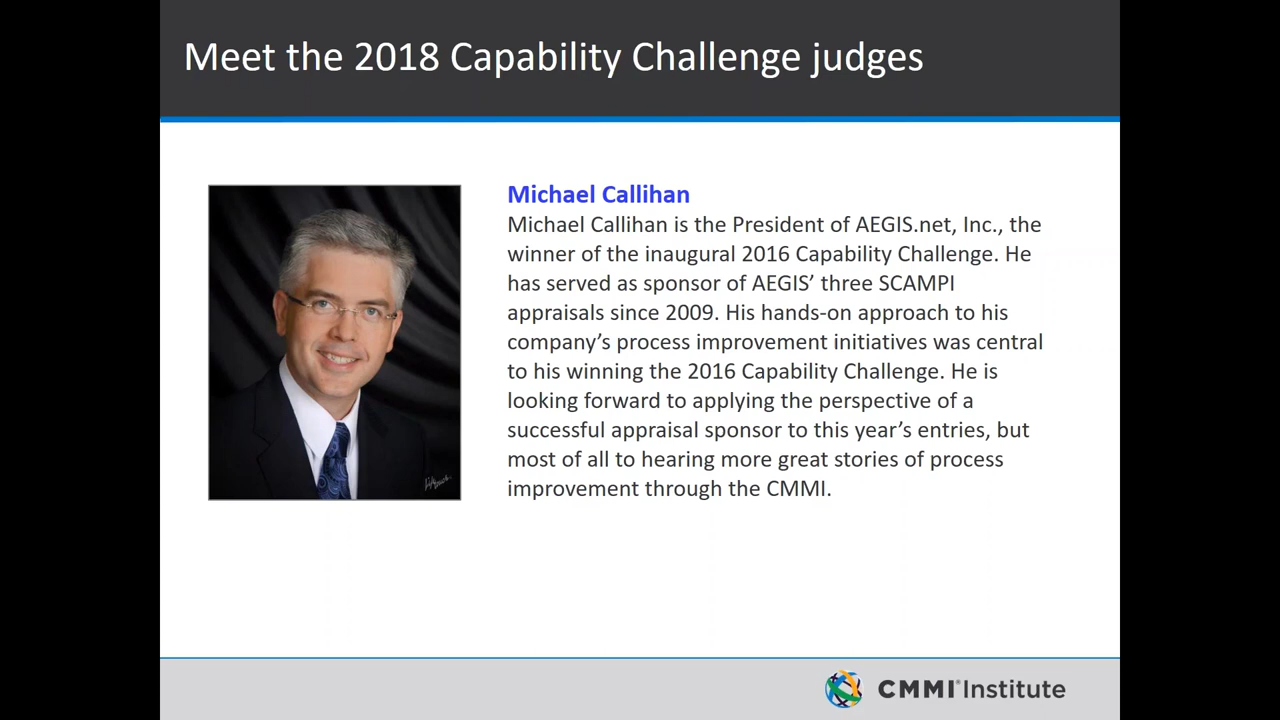 Meet the 2018 Capability Challenge judges
Michael Callihan
Michael Callihan is the President of AEGIS.net, Inc., the
winner of the inaugural 2016 Capability Challenge. He
has served as sponsor of AEGIS’ three SCAMPI
appraisals since 2009. His hands-on approach to his
company’s process improvement initiatives was central
to his winning the 2016 Capability Challenge. He is
looking forward to applying the perspective of a
successful appraisal sponsor to this year’s entries, but
most of all to hearing more great stories of process
improvement through the CMMI.
CMMI® Institute